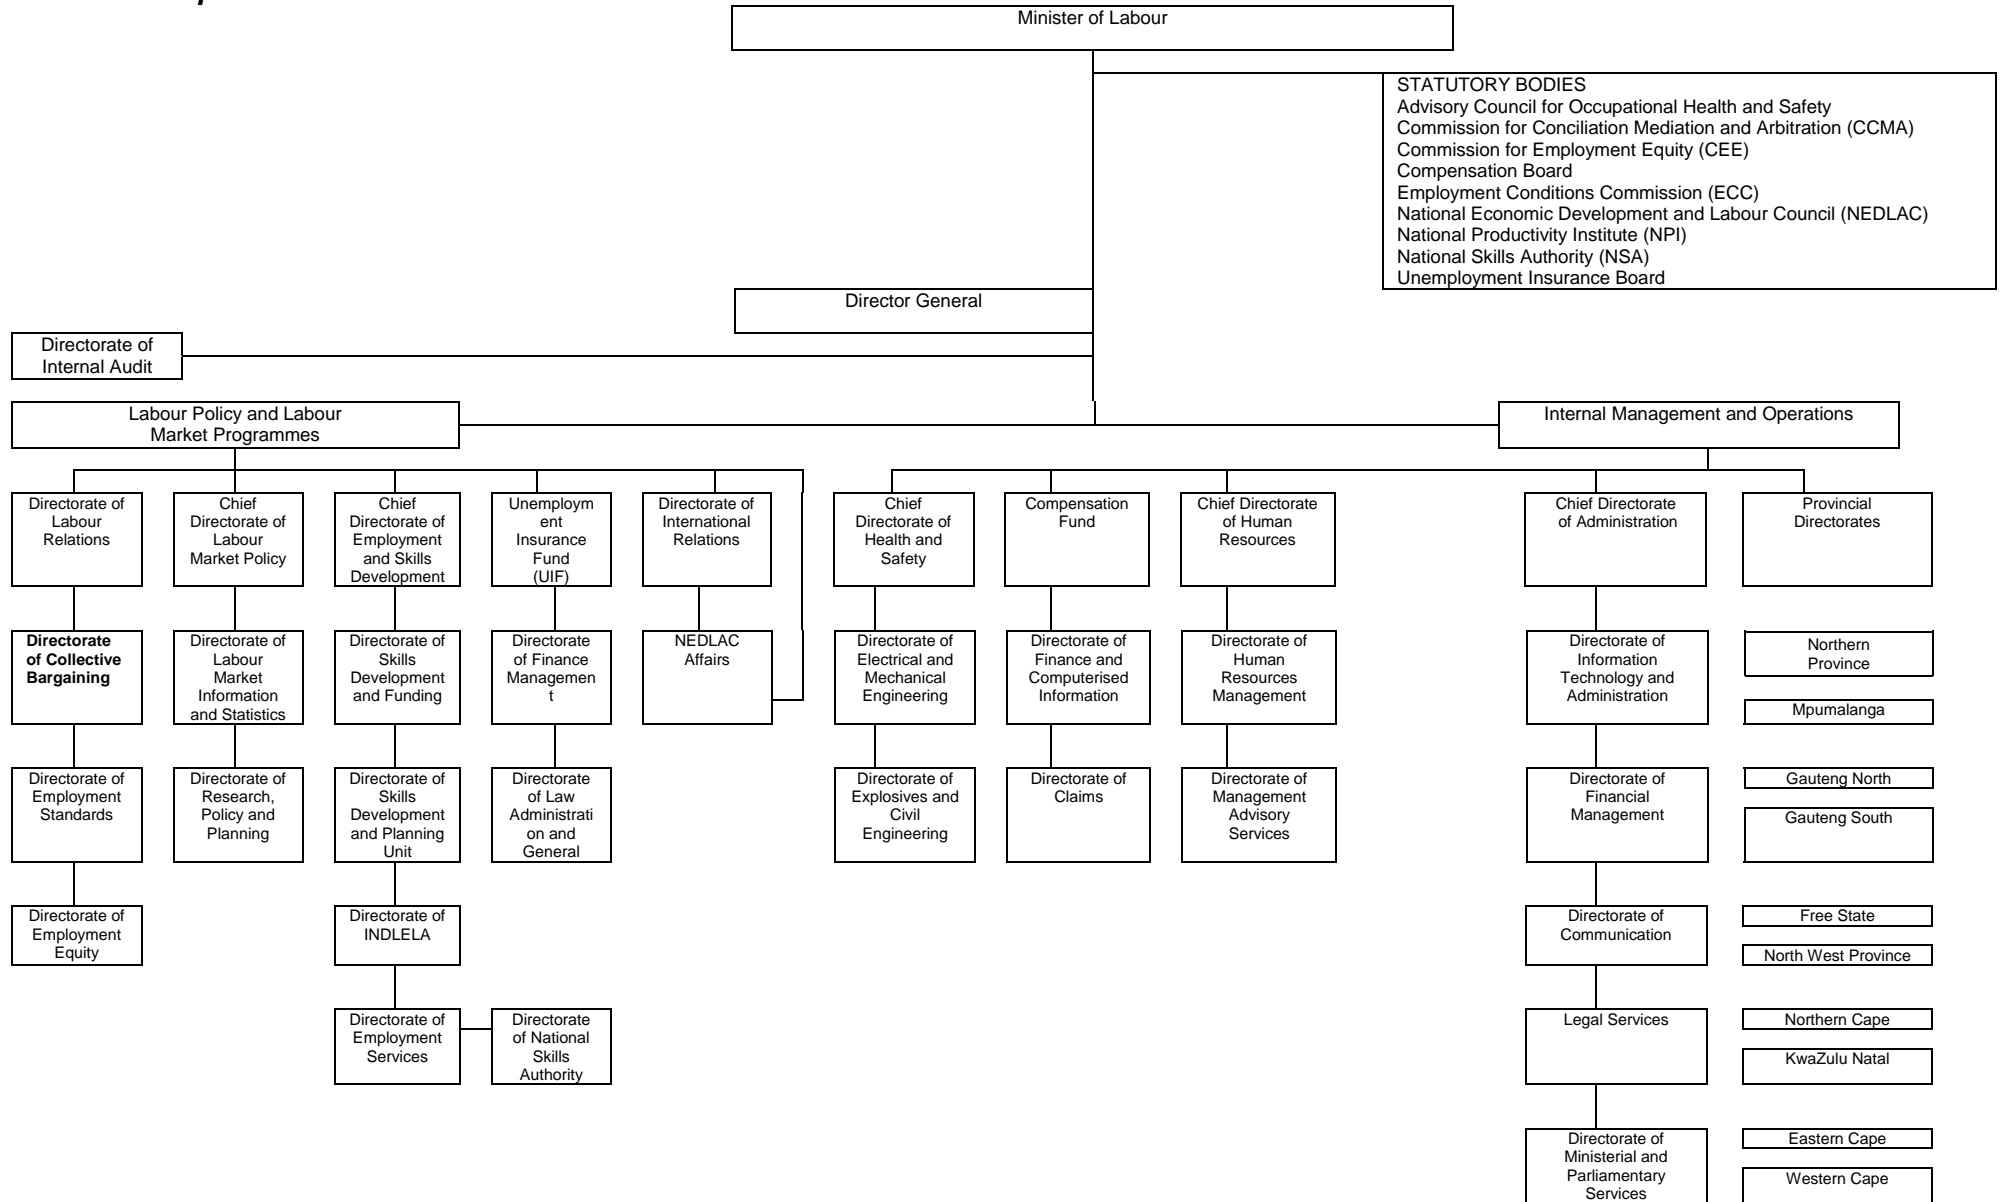 Minister of Labour
STATUTORY BODIES
Advisory Council for Occupational Health and Safety
Commission for Conciliation Mediation and Arbitration (CCMA)
Commission for Employment Equity (CEE)
Compensation Board
Employment Conditions Commission (ECC)
National Economic Development and Labour Council (NEDLAC)
National Productivity Institute (NPI)
National Skills Authority (NSA)
Unemployment Insurance Board
Director General
Directorate of
Internal Audit
Labour Policy and Labour
Market Programmes
Internal Management and Operations
Directorate of
Labour
Relations
Chief
Directorate of
Labour
Market Policy
Chief
Directorate of
Employment
and Skills
Development
Unemploym
ent
Insurance
Fund
(UIF)
Directorate of
International
Relations
Chief
Directorate of
Health and
Safety
Compensation
Fund
Chief Directorate
of Human
Resources
Chief Directorate
of Administration
Provincial
Directorates
Directorate
of Collective
Bargaining
Directorate of
Labour
Market
Information
and Statistics
Directorate of
Skills
Development
and Funding
Directorate
of Finance
Managemen
t
NEDLAC
Affairs
Directorate of
Electrical and
Mechanical
Engineering
Directorate of
Finance and
Computerised
Information
Directorate of
Human
Resources
Management
Directorate of
Information
Technology and
Administration
Northern
Province
Mpumalanga
Directorate of
Employment
Standards
Directorate of
Research,
Policy and
Planning
Directorate of
Skills
Development
and Planning
Unit
Directorate
of Law
Administrati
on and
General
Directorate of
Explosives and
Civil
Engineering
Directorate of
Claims
Directorate of
Management
Advisory
Services
Directorate of
Financial
Management
Gauteng North
Gauteng South
Directorate of
Employment
Equity
Directorate of
INDLELA
Directorate of
Communication
Free State
North West Province
Directorate of
Employment
Services
Directorate
of National
Skills
Authority
Legal Services
Northern Cape
KwaZulu Natal
Directorate of
Ministerial and
Parliamentary
Services
Eastern Cape
Western Cape